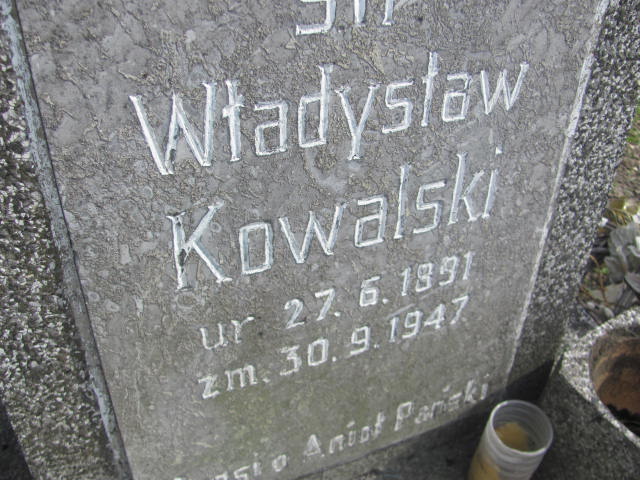 Władysław
Kowalski
ur 27.6.1891
zm. 30.9.1947.
o Anioł Pański